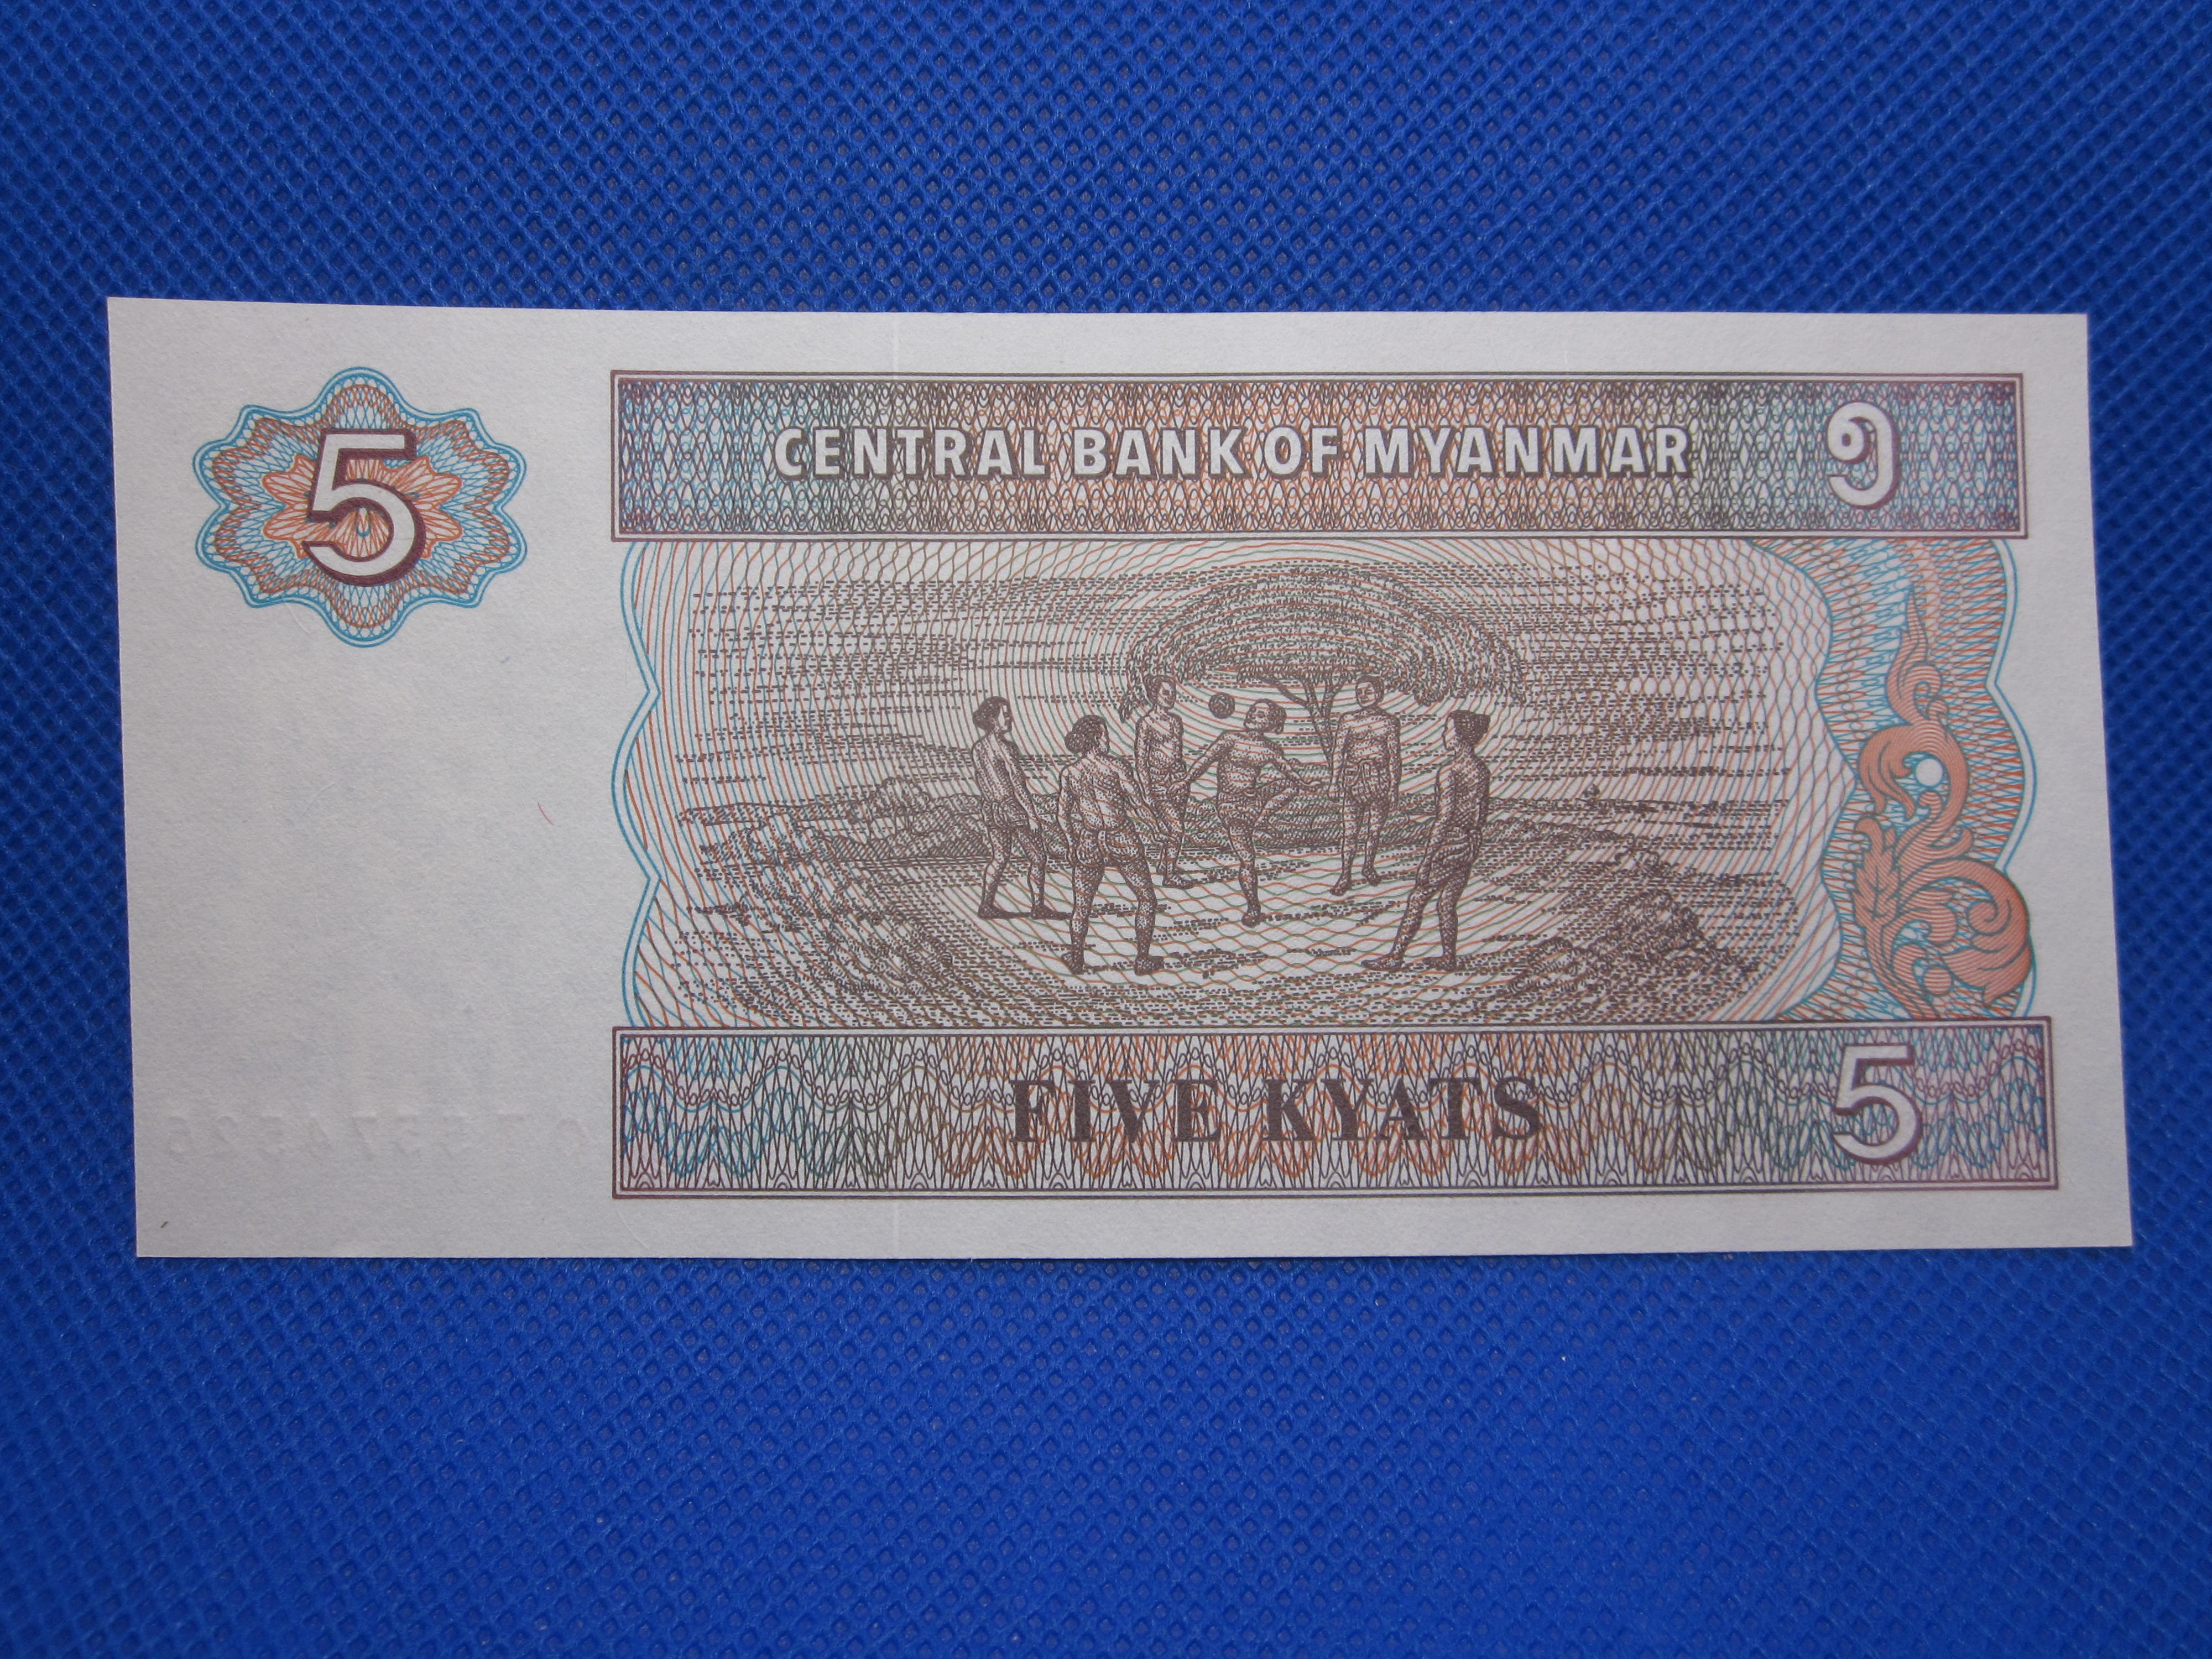 5
CENTRAL BANK OF MYANMAR ၅
FIVE KYATS 5